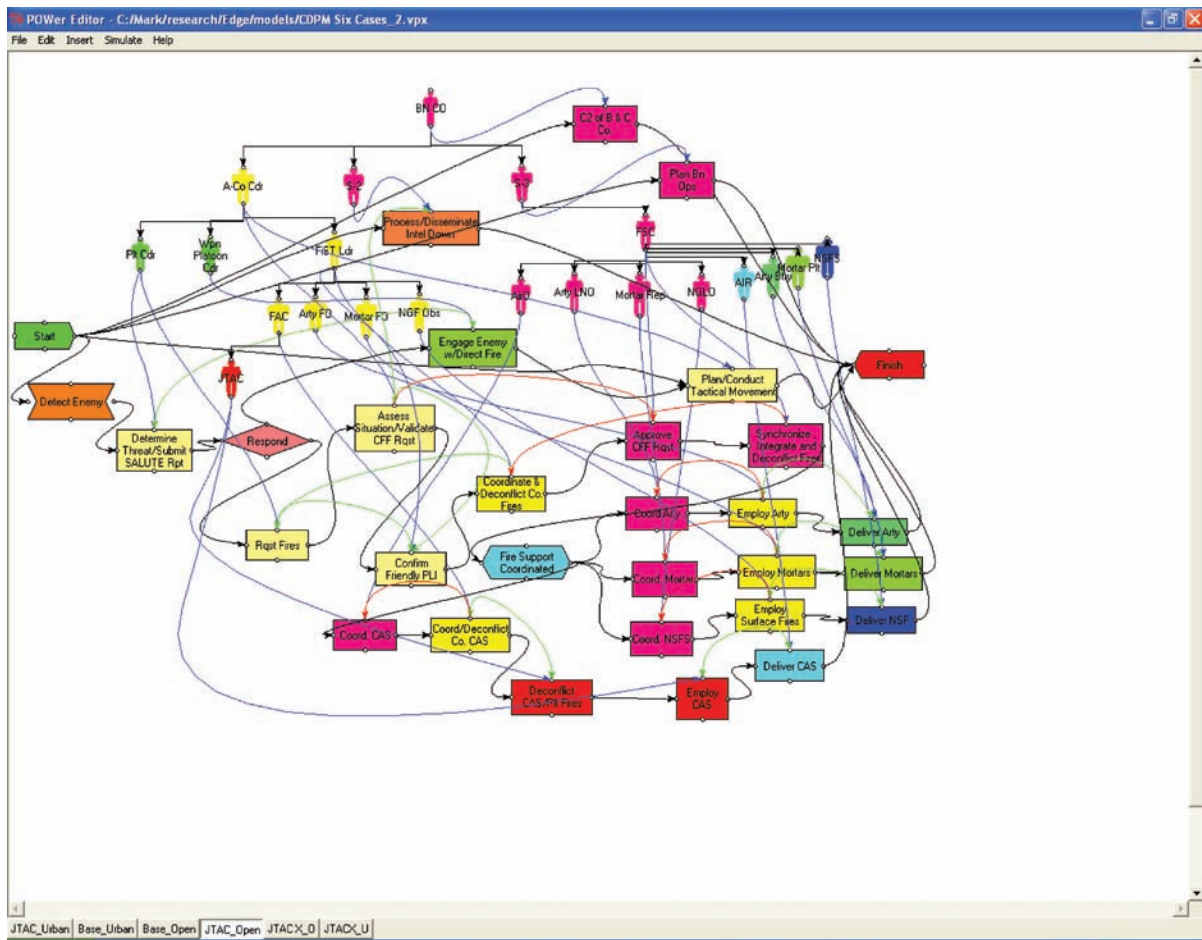 POWer Editor - C:/Mark/research/Edge/models/CDPM Six Cases_2.vpx
File Edit Insert Simulate Help
BN CO
C2 of B & C
Co.
Plan Bn
Ops
A-Co Cdr
S-2
S-3
Process/Disseminate
Intel Down
FSC
Plt Cdr
Wpn
Platoon
Cdr
FiST Ldr
NSFS
Mortar Plt
Arty Btry
AIR
FAC
Arty FO
Mortar FO
NGF Obs
AirO
Arty LNO
Mortar Rep
NGLO
Start
Engage Enemy
w/Direct Fire
Finish
JTAC
Plan/Conduct
Tactical Movement
Detect Enemy
Assess
Situation/Validate
CFF Rqst
Determine
Threat/Submit
SALUTE Rpt
Respond
Approve
CFF Rqst
Synchronize,
Integrate and
Deconflict Fires
Coordinate &
Deconflict Co.
Fires
Coord Arty
Employ Arty
Deliver Arty
Rqst Fires
Confirm
Friendly PLI
Fire Support
Coordinated
Coord. Mortars
Employ Mortars
Deliver Mortars
Employ
Surface Fires
Deliver NSF
Coord. CAS
Coord/Deconflict
Co. CAS
Coord. NSFS
Deliver CAS
Deconflict
CAS/Plt Fires
Employ
CAS
JTAC_Urban Base_Urban Base_Open JTAC_Open JTACX_O JTACX_U